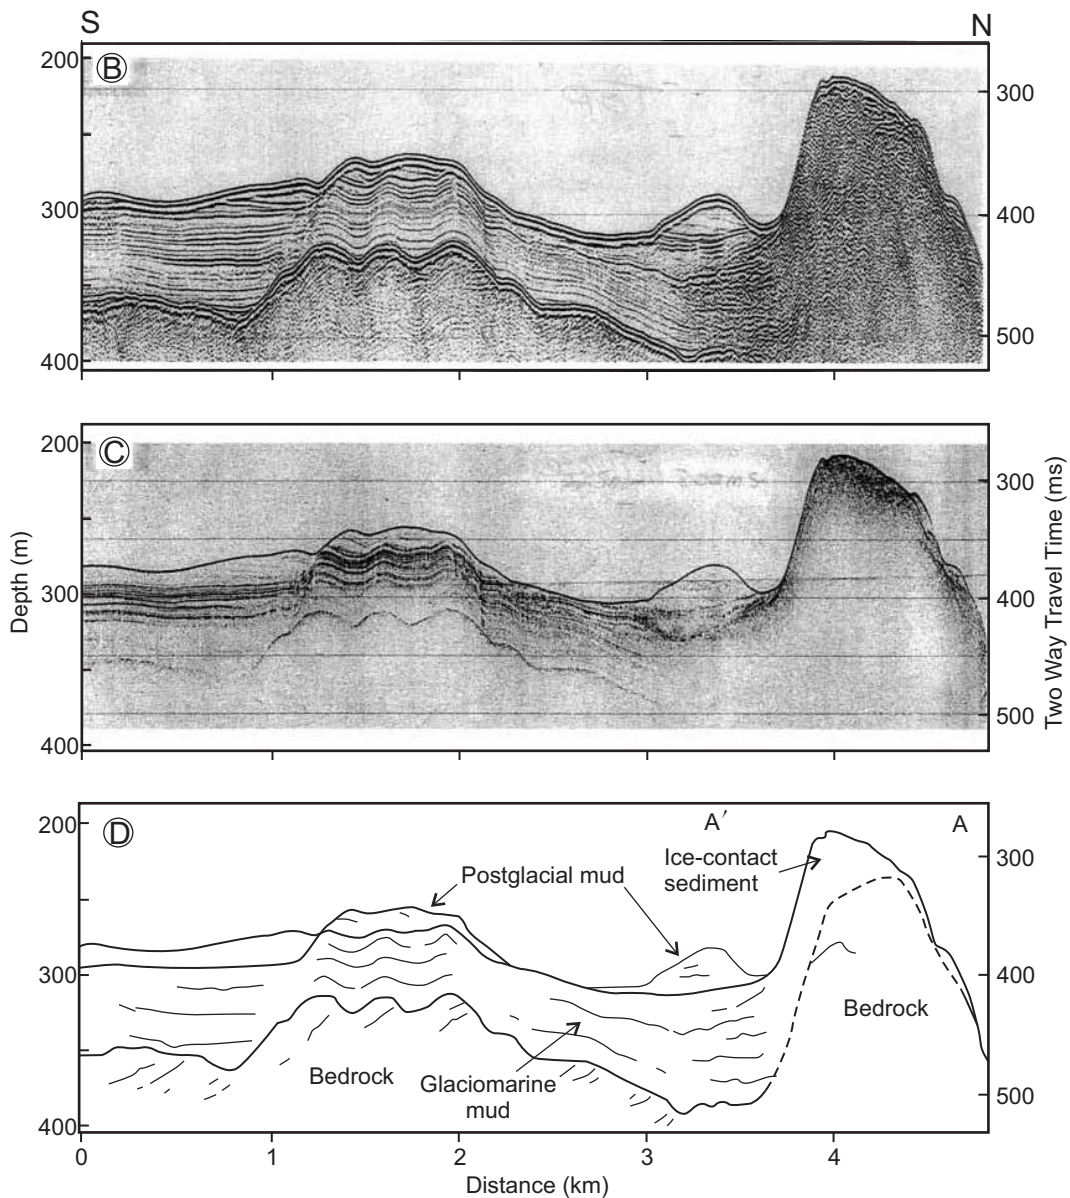 S N
B
200
300
400
300
400
500
C
200
300
400
300
400
500
Depth (m)
Two Way Travel Time (ms)
D
A′ A
200
300
400
300
400
500
Postglacial mud
Ice-contact
sediment
Bedrock
Bedrock
Glaciomarine
mud
0 1 2 3 4
Distance (km)